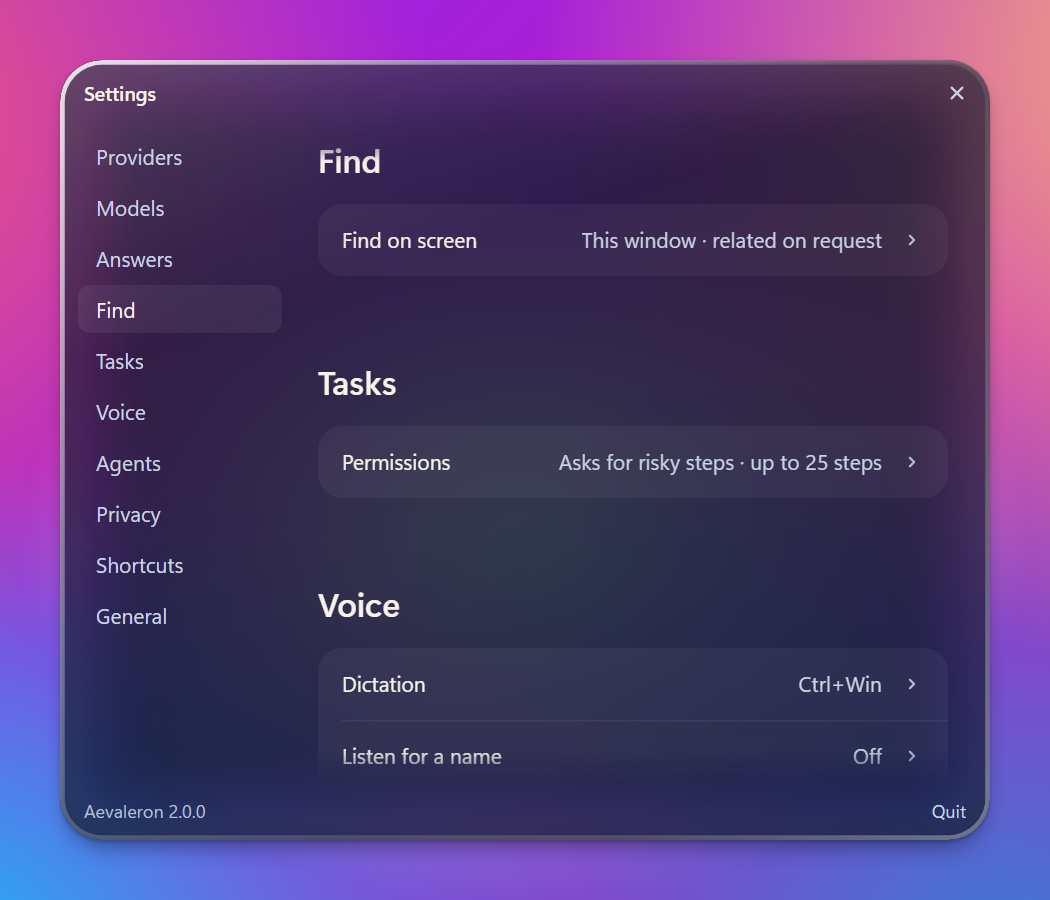 Settings
Providers
Models
Answers
Find
Tasks
Voice
Agents
Privacy
Shortcuts
General
Find
Find on screen This window · related on request
Tasks
Permissions Asks for risky steps · up to 25 steps
Voice
Dictation Ctrl+Win
Listen for a name Off
Aevaleron 2.0.0 Quit